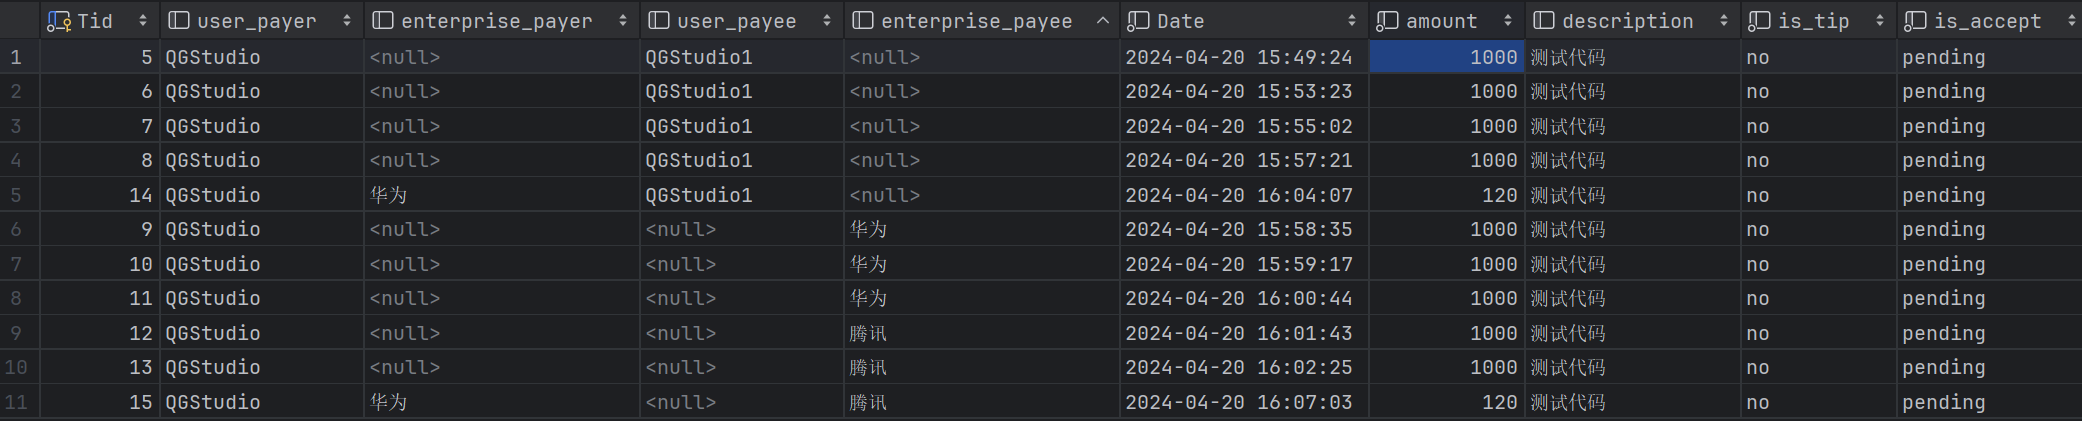 Tid user_payer enterprise_payer user_payee enterprise_payee Date amount description is_tip is_accept
1 5 QGStudio <null> QGStudio1 <null> 2024-04-20 15:49:24 1000 测试代码 no pending
2 6 QGStudio <null> QGStudio1 <null> 2024-04-20 15:53:23 1000 测试代码 no pending
3 7 QGStudio <null> QGStudio1 <null> 2024-04-20 15:55:02 1000 测试代码 no pending
4 8 QGStudio <null> QGStudio1 <null> 2024-04-20 15:57:21 1000 测试代码 no pending
5 14 QGStudio 华为 QGStudio1 <null> 2024-04-20 16:04:07 120 测试代码 no pending
6 9 QGStudio <null> <null> 华为 2024-04-20 15:58:35 1000 测试代码 no pending
7 10 QGStudio <null> <null> 华为 2024-04-20 15:59:17 1000 测试代码 no pending
8 11 QGStudio <null> <null> 华为 2024-04-20 16:00:44 1000 测试代码 no pending
9 12 QGStudio <null> <null> 腾讯 2024-04-20 16:01:43 1000 测试代码 no pending
10 13 QGStudio <null> <null> 腾讯 2024-04-20 16:02:25 1000 测试代码 no pending
11 15 QGStudio 华为 <null> 腾讯 2024-04-20 16:07:03 120 测试代码 no pending